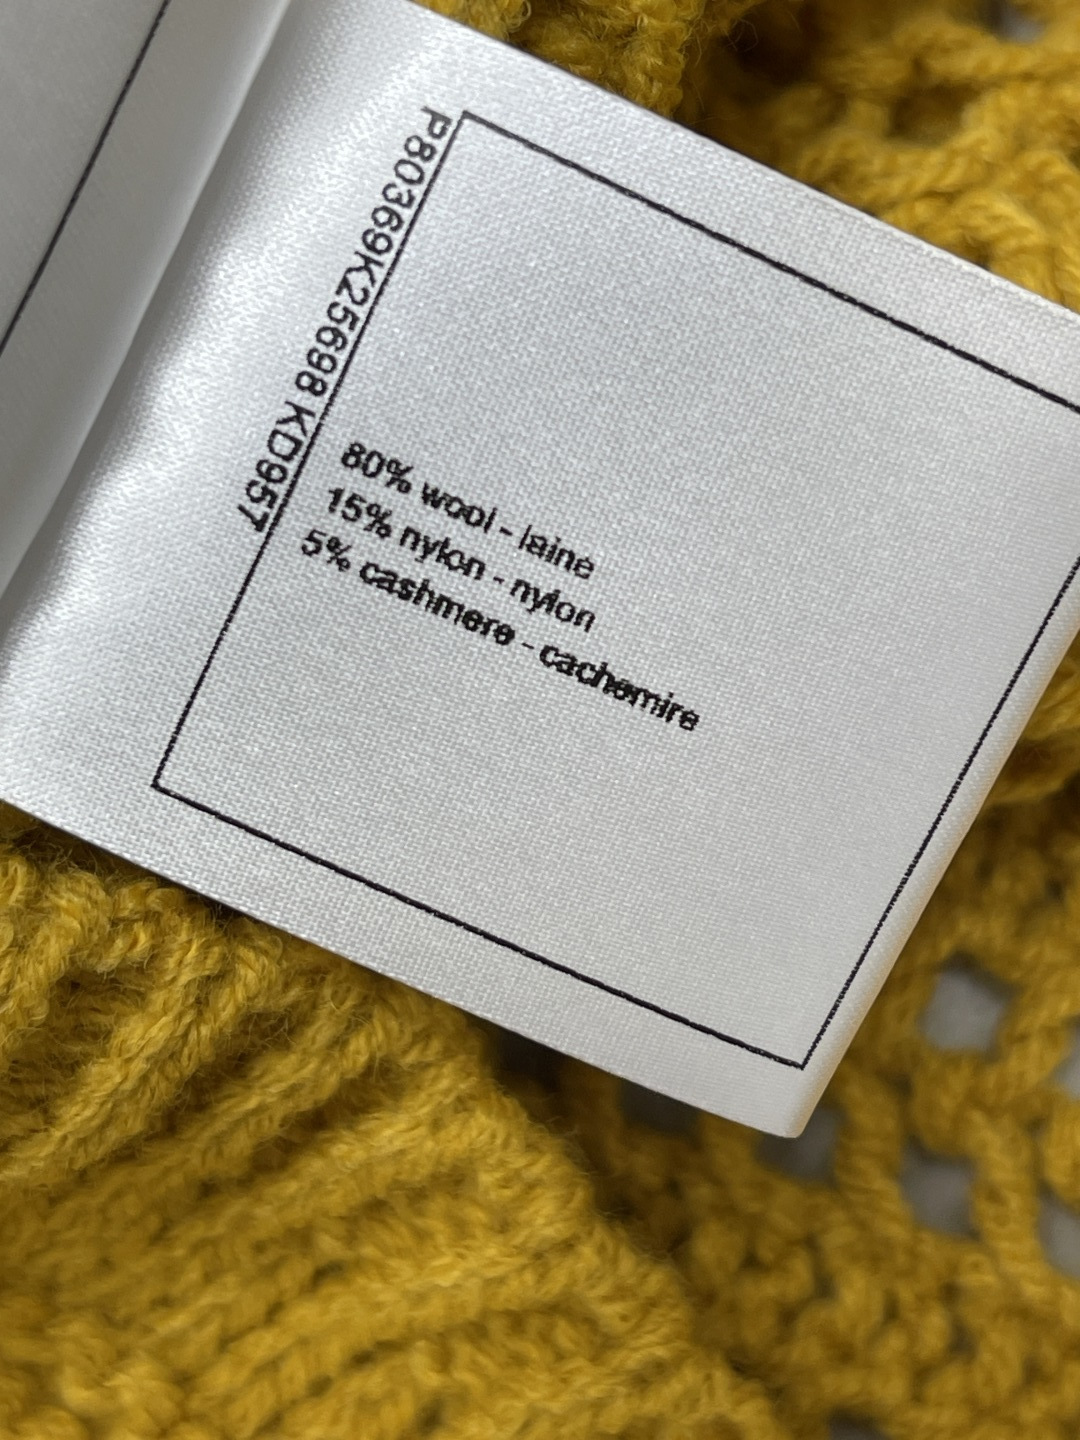 P80369K25698 KD957
80% wool - laine
15% nylon - nylon
5% cashmere - cachemire